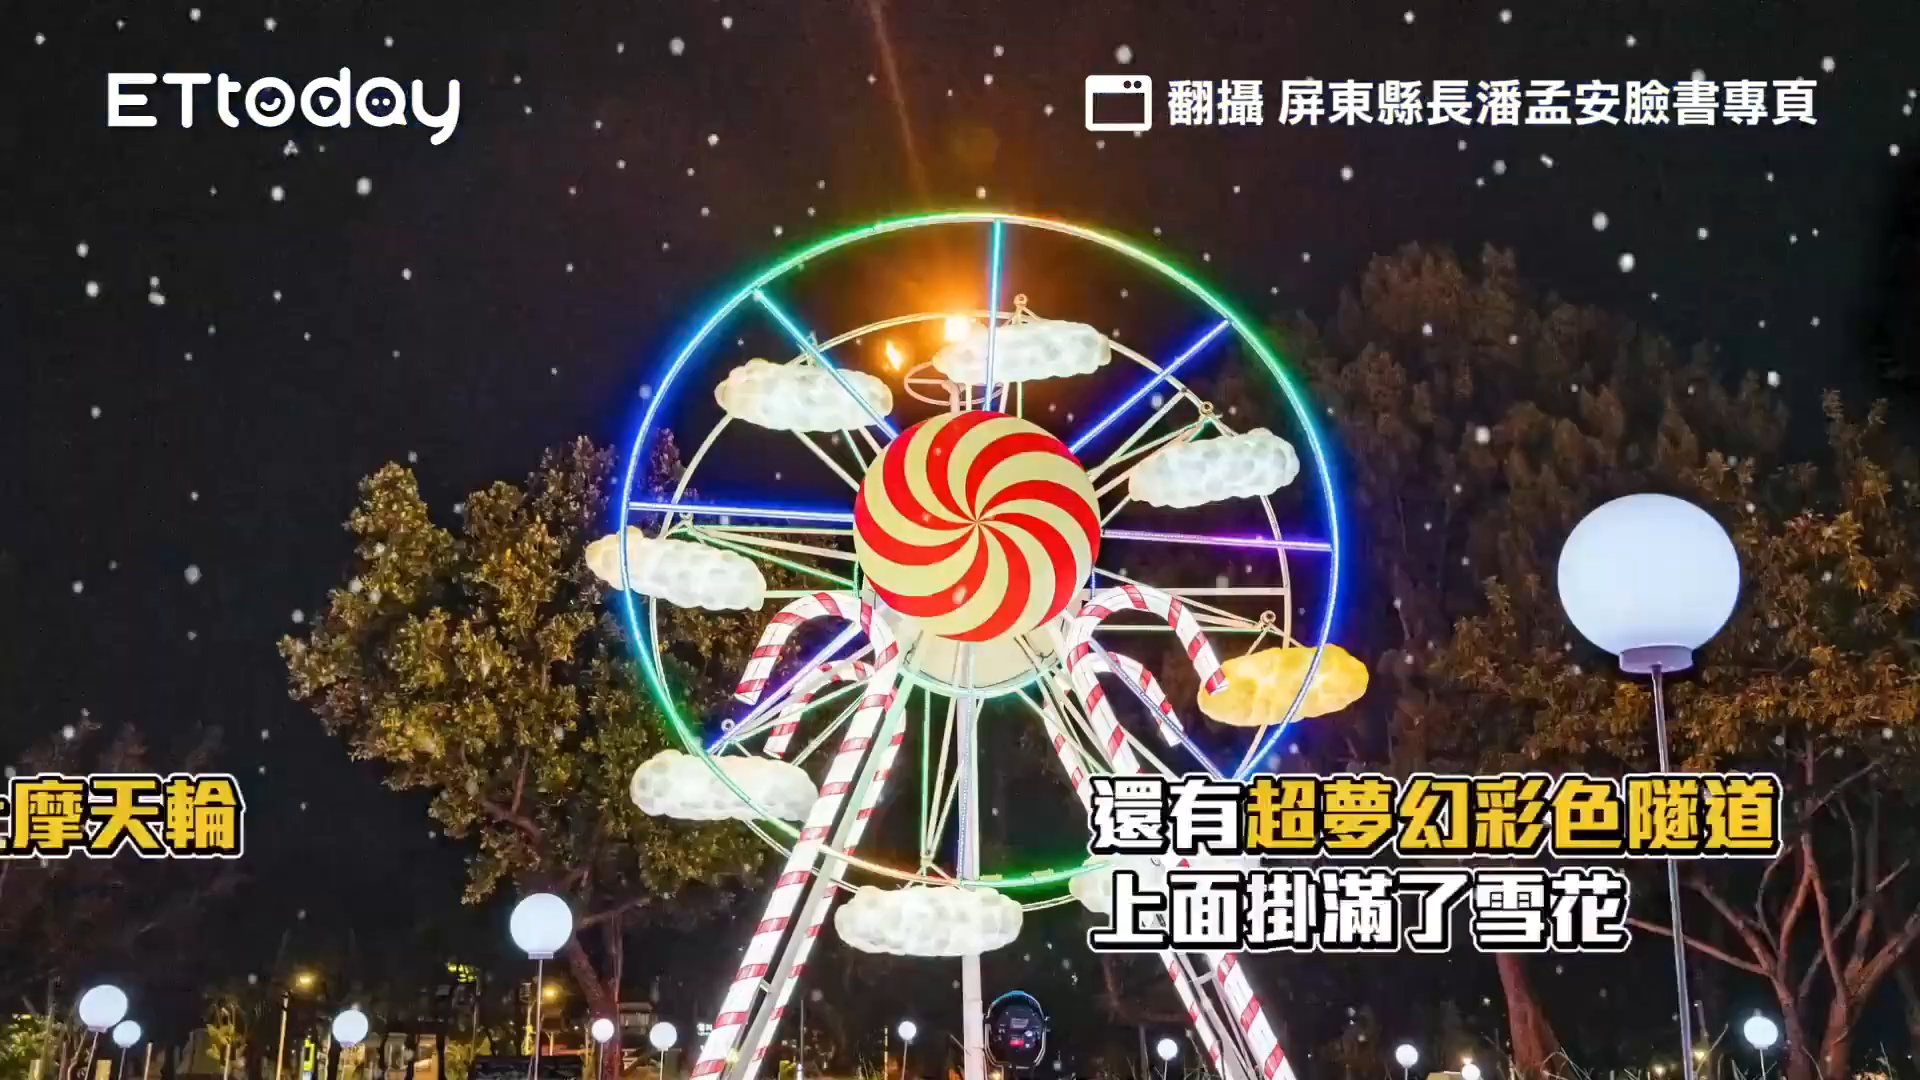 ETtoday
翻攝 屏東縣長潘孟安臉書專頁
摩天輪
還有超夢幻彩色隧道
上面掛滿了雪花